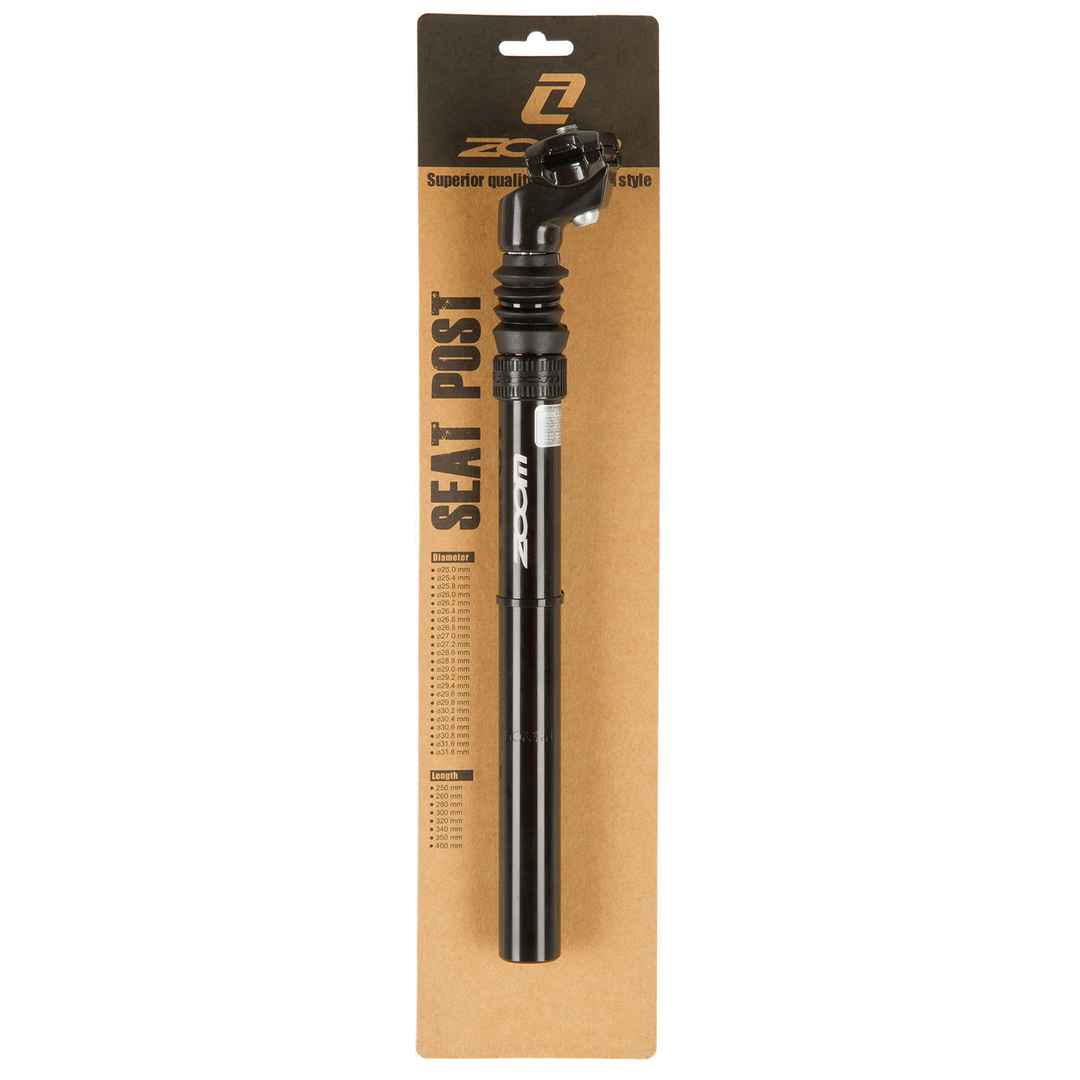 Superior quality style
SEAT POST
zoom
Diameter
ø25.0 mm
ø25.4 mm
ø25.8 mm
ø26.0 mm
ø26.2 mm
ø26.4 mm
ø26.6 mm
ø26.8 mm
ø27.0 mm
ø27.2 mm
ø28.6 mm
ø28.8 mm
ø29.0 mm
ø29.2 mm
ø29.4 mm
ø29.6 mm
ø29.8 mm
ø30.2 mm
ø30.4 mm
ø30.6 mm
ø30.8 mm
ø31.6 mm
ø31.8 mm
Length
250 mm
260 mm
280 mm
300 mm
320 mm
340 mm
350 mm
400 mm